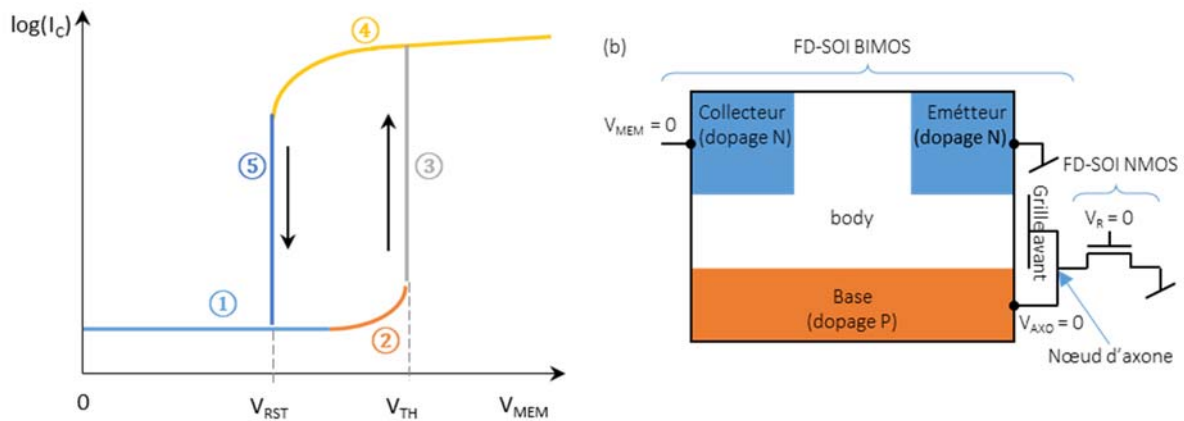 log(I_C)
④
⑤
③
①
②
0
V_RST
V_TH
V_MEM
(b)
FD-SOI BIMOS
V_MEM = 0
Collecteur
(dopage N)
Emétteur
(dopage N)
FD-SOI NMOS
Grille avant
V_R = 0
body
Base
(dopage P)
V_AXO = 0
Nœud d'axone